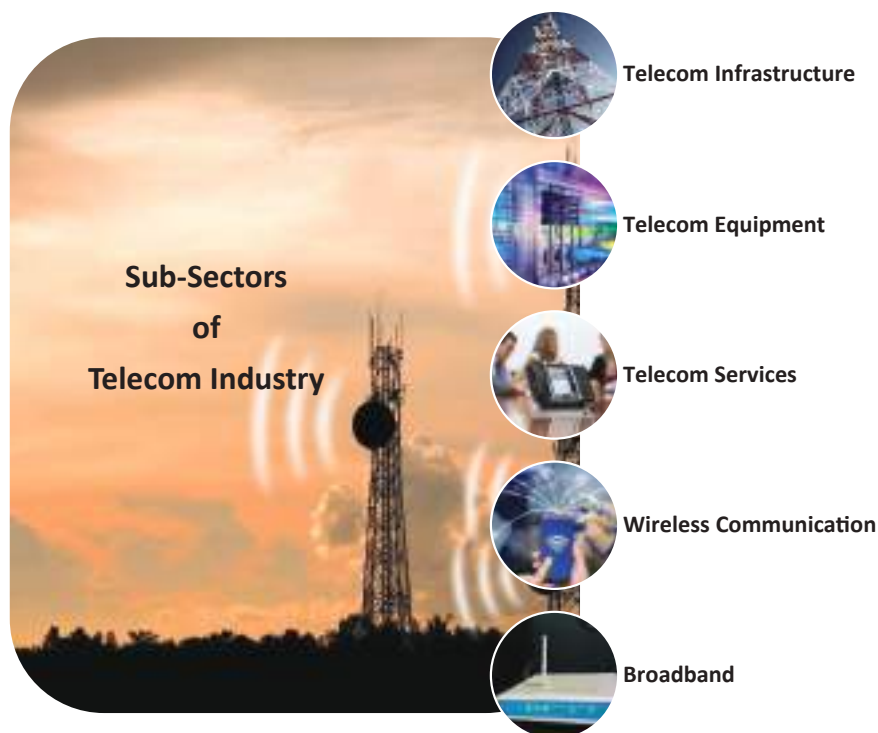 Sub-Sectors
of
Telecom Industry
Telecom Infrastructure
Telecom Equipment
Telecom Services
Wireless Communication
Broadband